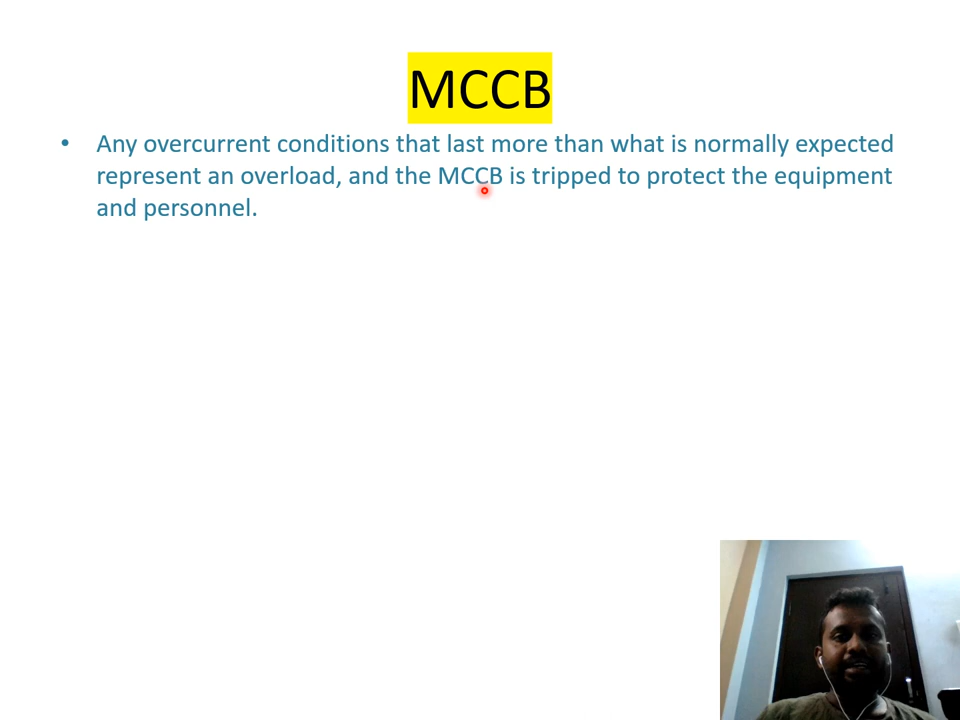 MCCB
• Any overcurrent conditions that last more than what is normally expected
represent an overload, and the MCCB is tripped to protect the equipment
and personnel.